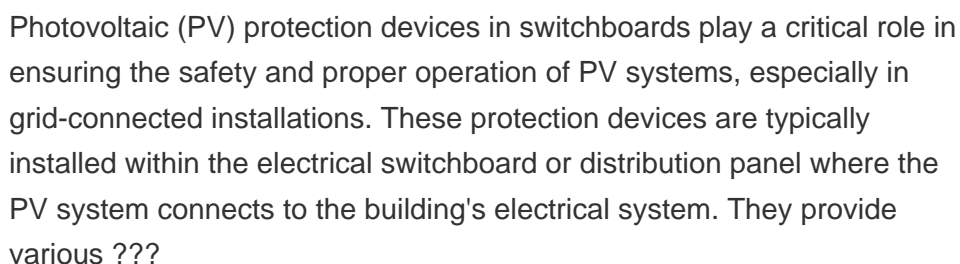 Photovoltaic (PV) protection devices in switchboards play a critical role in
ensuring the safety and proper operation of PV systems, especially in
grid-connected installations. These protection devices are typically
installed within the electrical switchboard or distribution panel where the
PV system connects to the building's electrical system. They provide
various ???